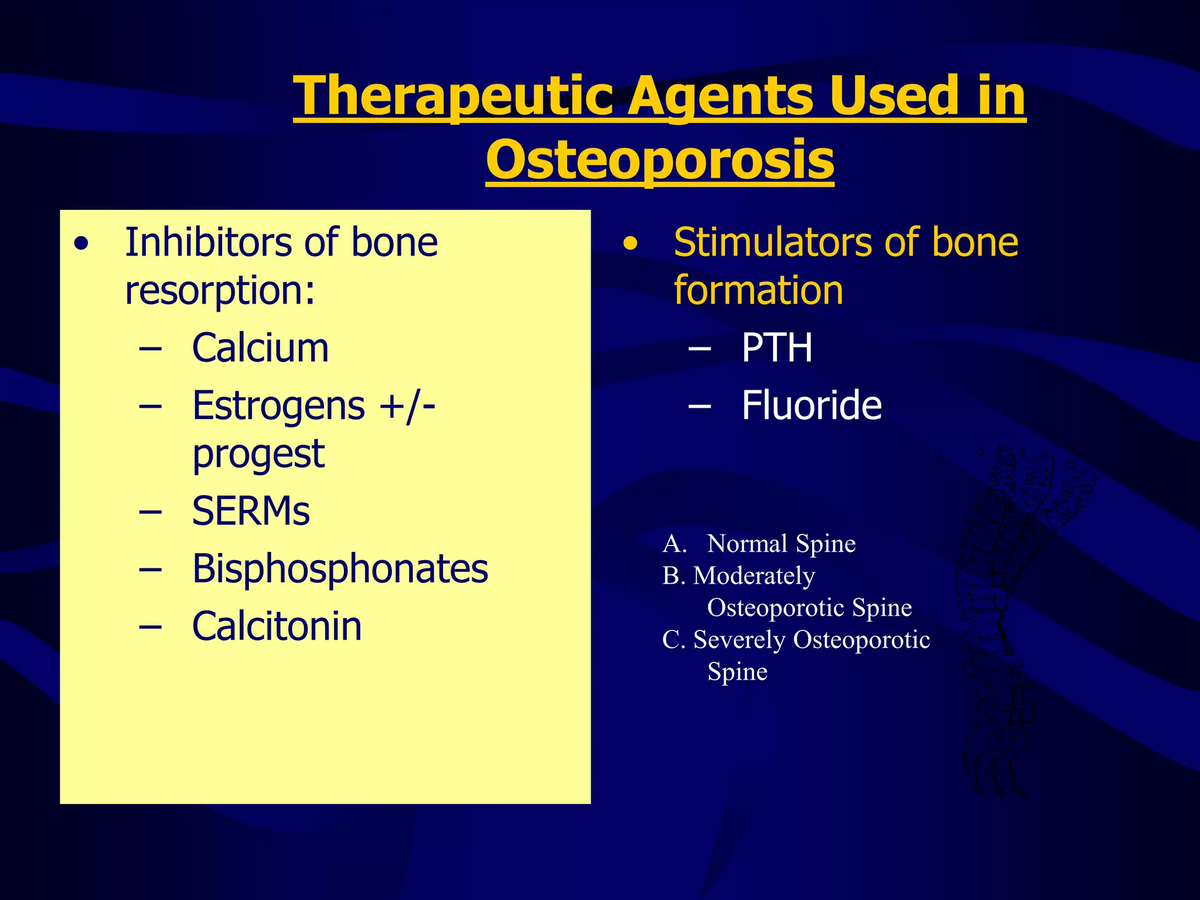 Therapeutic Agents Used in
Osteoporosis
• Inhibitors of bone
resorption:
– Calcium
– Estrogens +/-
progest
– SERMs
– Bisphosphonates
– Calcitonin
• Stimulators of bone
formation
– PTH
– Fluoride
A. Normal Spine
B. Moderately
Osteoporotic Spine
C. Severely Osteoporotic
Spine